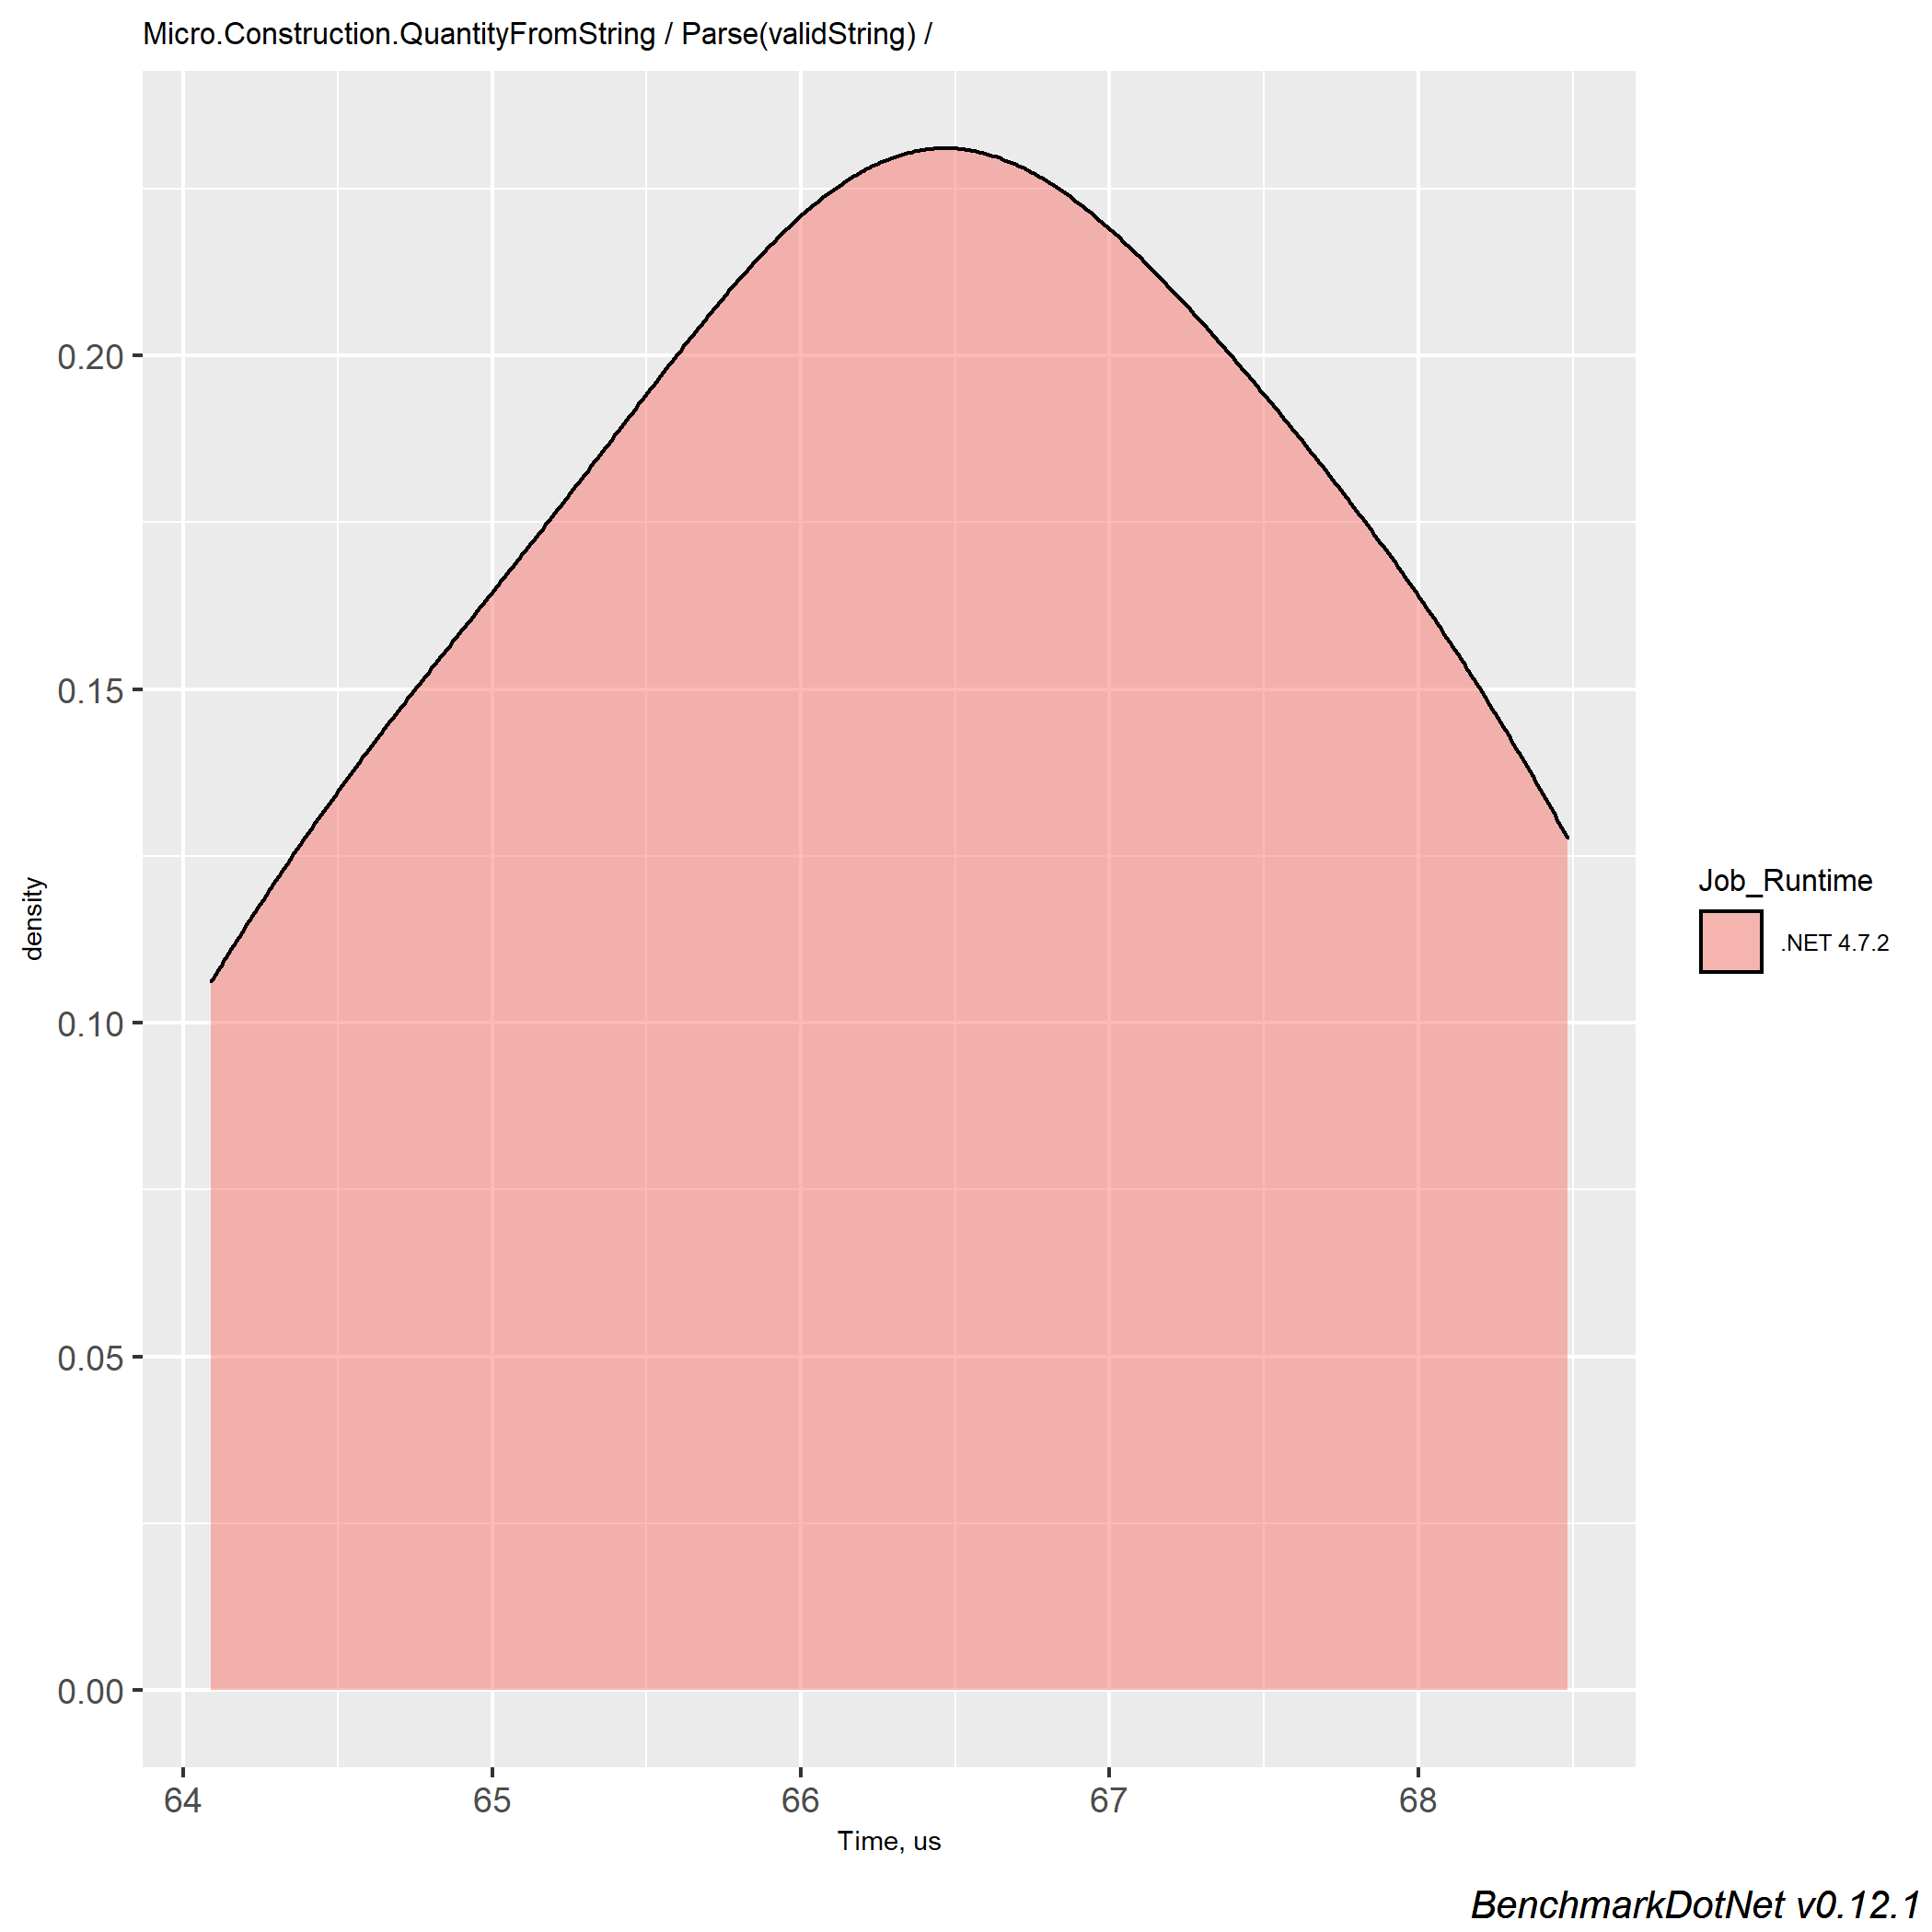 Micro.Construction.QuantityFromString / Parse(validString) /
density
0.20
0.15
0.10
0.05
0.00
64 65 66 67 68
Time, us
Job_Runtime
.NET 4.7.2
BenchmarkDotNet v0.12.1